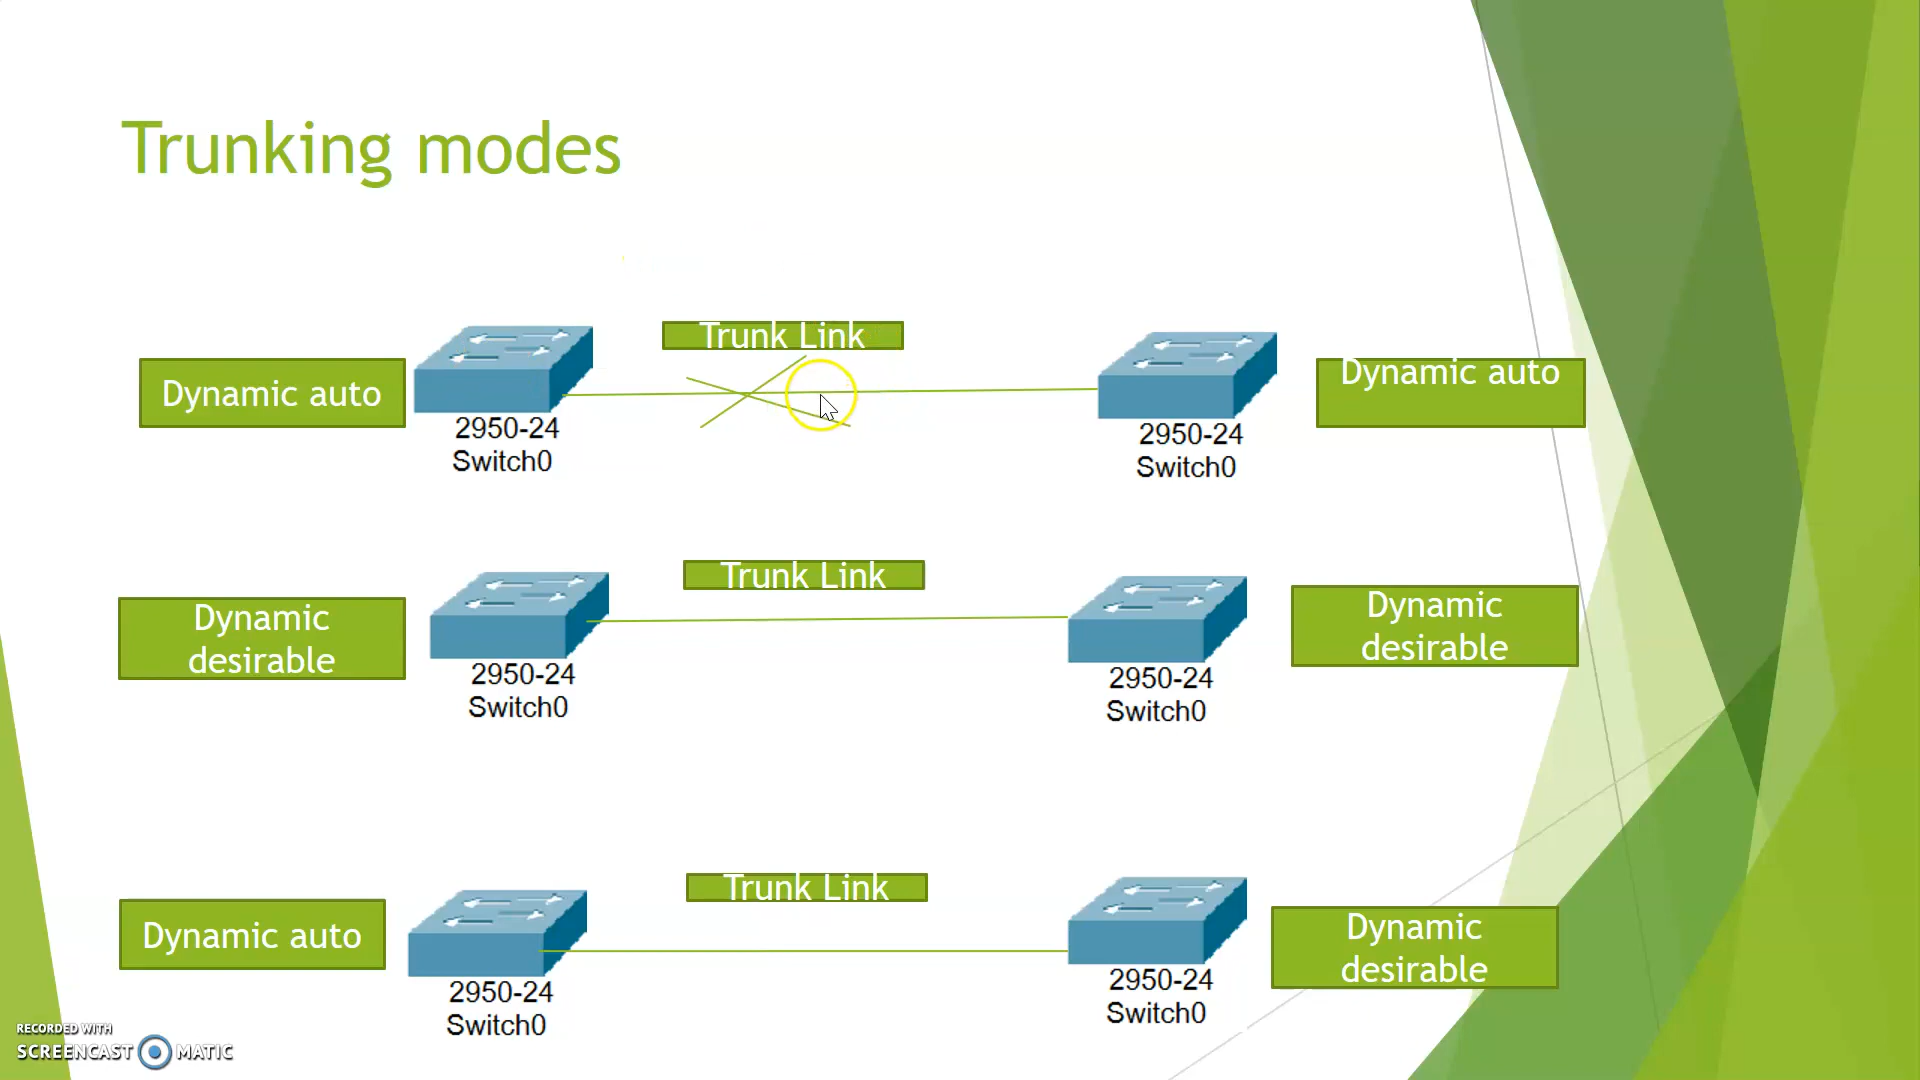 Trunking modes
Trunk Link
Dynamic auto
Dynamic auto
2950-24
Switch0
2950-24
Switch0
Trunk Link
Dynamic
desirable
Dynamic
desirable
2950-24
Switch0
2950-24
Switch0
Trunk Link
Dynamic auto
Dynamic
desirable
2950-24
Switch0
2950-24
Switch0
RECORDED WITH
SCREENCAST MATIC